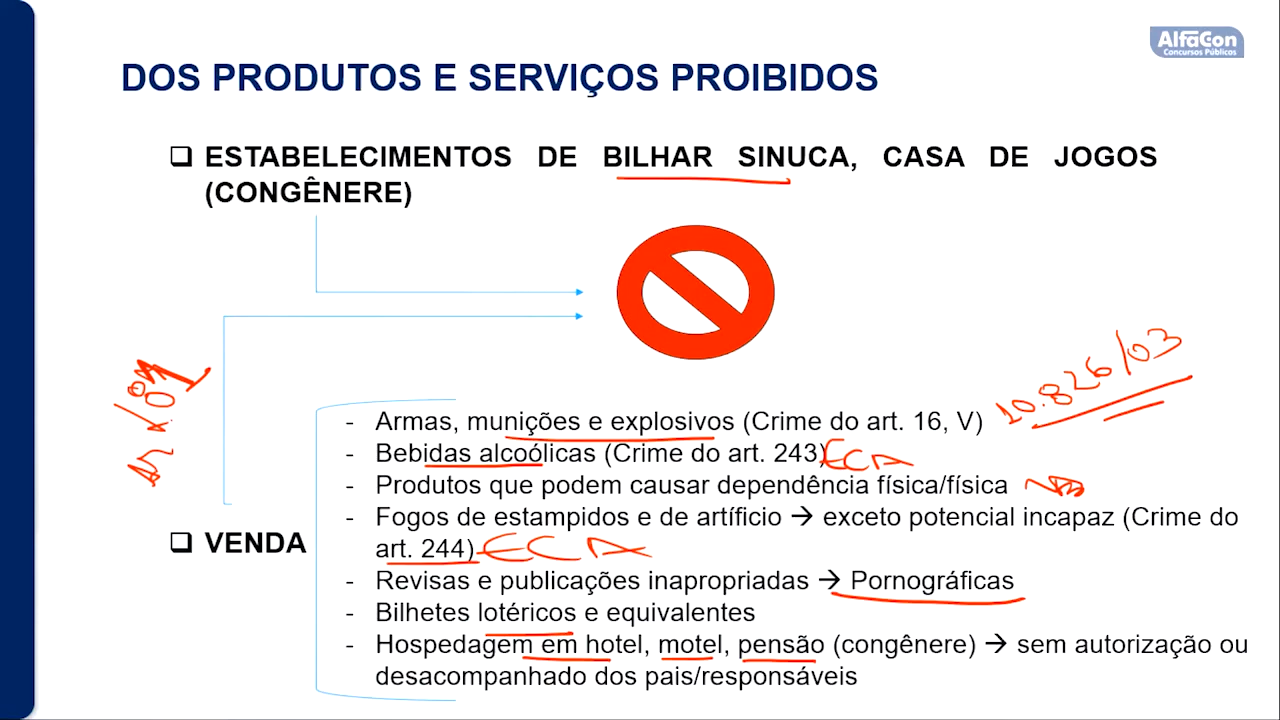 AlfaCon
Concursos Públicos
DOS PRODUTOS E SERVIÇOS PROIBIDOS
❑ ESTABELECIMENTOS DE BILHAR SINUCA, CASA DE JOGOS
(CONGÊNERE)
10.826/03
- Armas, munições e explosivos (Crime do art. 16, V)
- Bebidas alcoólicas (Crime do art. 243) ECA
- Produtos que podem causar dependência física/física
- Fogos de estampidos e de artíficio → exceto potencial incapaz (Crime do
art. 244) ECA
❑ VENDA
- Revisas e publicações inapropriadas → Pornográficas
- Bilhetes lotéricos e equivalentes
- Hospedagem em hotel, motel, pensão (congênere) → sem autorização ou
desacompanhado dos pais/responsáveis